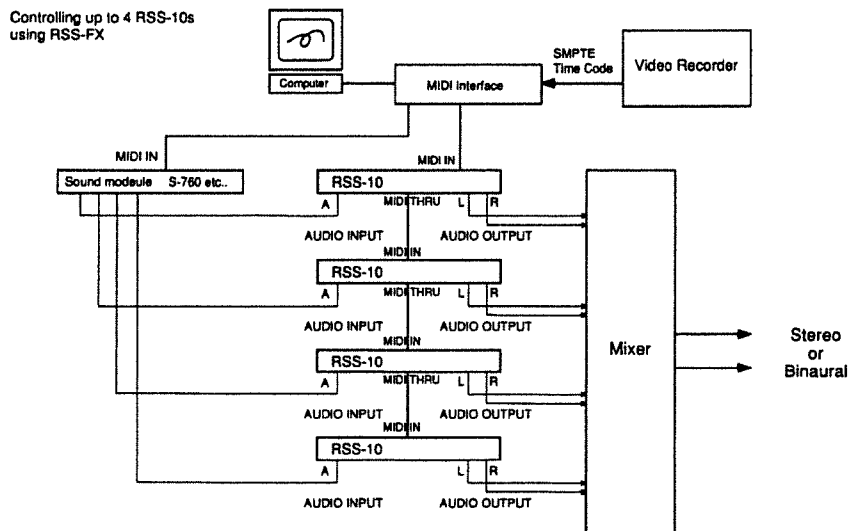 Controlling up to 4 RSS-10s
using RSS-FX
Computer
MIDI Interface
SMPTE
Time Code
Video Recorder
MIDI IN
MIDI IN
Sound modeule S-760 etc..
RSS-10
A
MIDI THRU
L
R
AUDIO INPUT
AUDIO OUTPUT
MIDI IN
RSS-10
A
MIDI THRU
L
R
AUDIO INPUT
AUDIO OUTPUT
MIDI IN
RSS-10
A
MIDI THRU
L
R
AUDIO INPUT
AUDIO OUTPUT
MIDI IN
RSS-10
A
L
R
AUDIO INPUT
AUDIO OUTPUT
Mixer
Stereo
or
Binaural